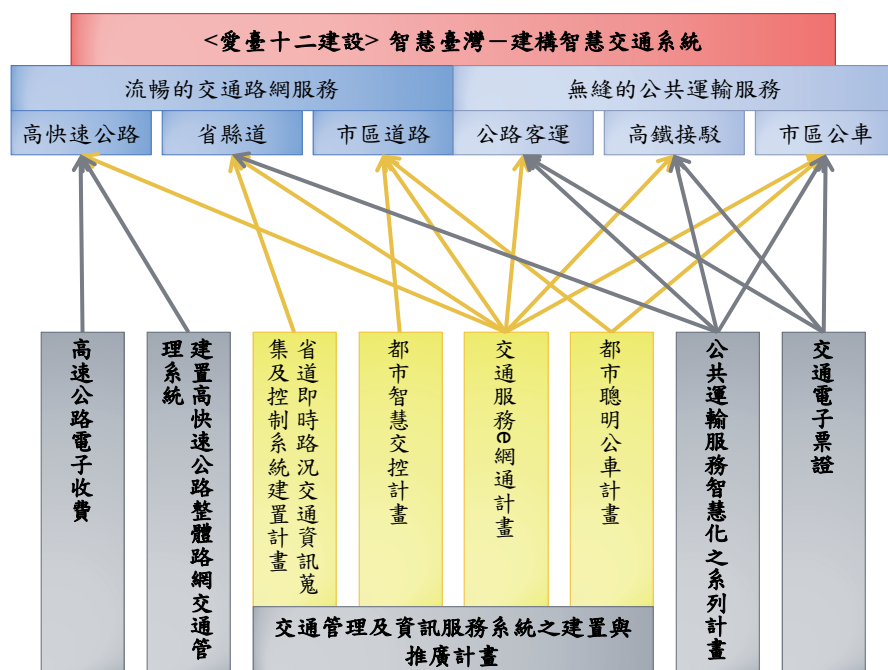 <愛臺十二建設> 智慧臺灣－建構智慧交通系統
流暢的交通路網服務
無縫的公共運輸服務
高快速公路
省縣道
市區道路
公路客運
高鐵接駁
市區公車
高速公路電子收費
建置高快速公路整體路網交通管
理系統
省道即時路況交通資訊蒐
集及控制系統建置計畫
都市智慧交控計畫
交通服務e網通計畫
都市聰明公車計畫
公共運輸服務智慧化之系列計畫
交通電子票證
交通管理及資訊服務系統之建置與
推廣計畫